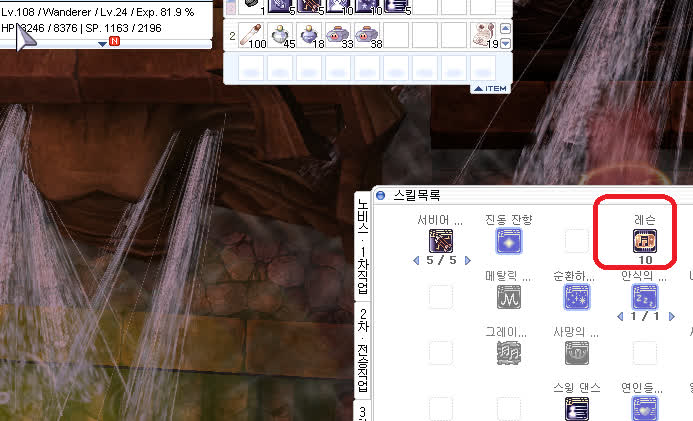 Lv.108 / Wanderer / Lv.24 / Exp. 81.9 %
HP. 8246 / 8376 | SP. 1163 / 2196
N
1 5 5 10 10 5
2 100 45 18 33 38 19
ITEM
스킬목록
노비스·1차직업
2차·전승직업
3
서비어 ...
진동 잔향
레슨
5 / 5
10
메탈릭 ...
순환하...
안식의 ...
1 / 1
그레이...
사망의 ...
스윙 댄스
연인들...